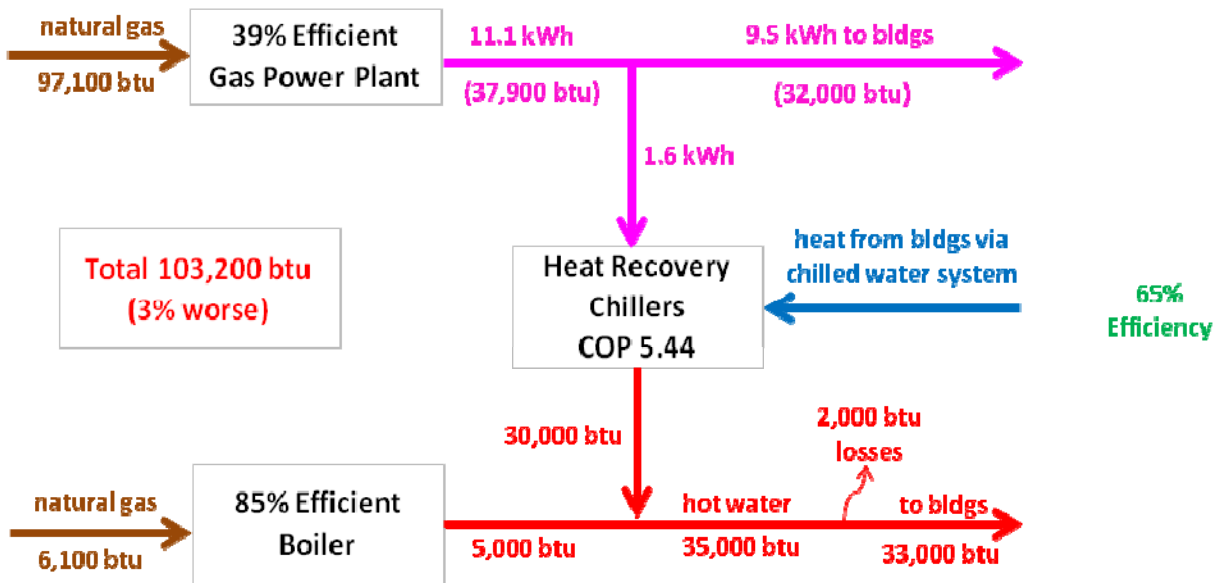 natural gas
97,100 btu
39% Efficient
Gas Power Plant
11.1 kWh
(37,900 btu)
9.5 kWh to bldgs
(32,000 btu)
1.6 kWh
Total 103,200 btu
(3% worse)
Heat Recovery
Chillers
COP 5.44
heat from bldgs via
chilled water system
65%
Efficiency
30,000 btu
2,000 btu
losses
natural gas
6,100 btu
85% Efficient
Boiler
5,000 btu
hot water
35,000 btu
to bldgs
33,000 btu